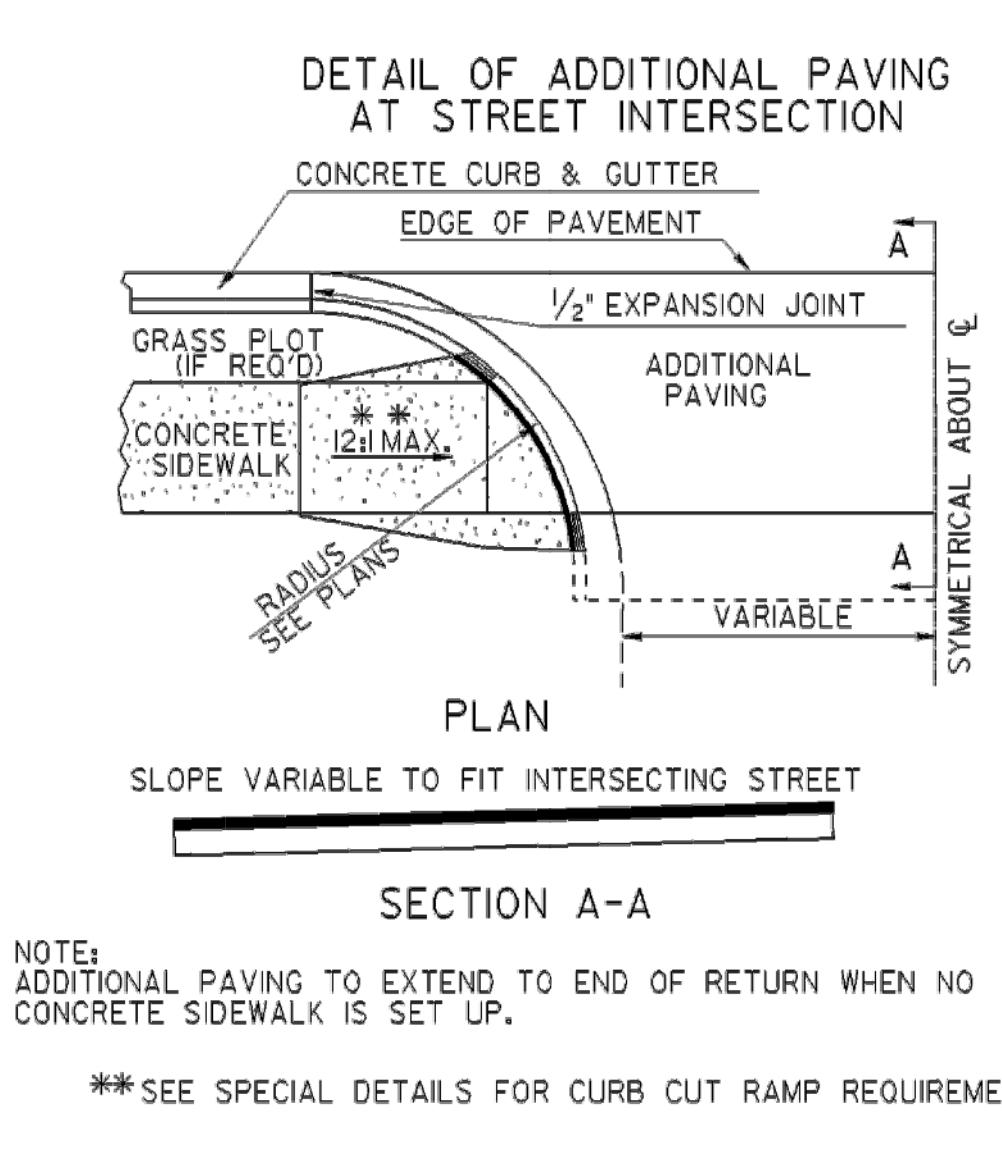 DETAIL OF ADDITIONAL PAVING
AT STREET INTERSECTION
CONCRETE CURB & GUTTER
EDGE OF PAVEMENT
A
1/2" EXPANSION JOINT
GRASS PLOT
(IF REQ'D)
ADDITIONAL
PAVING
** 
12:1 MAX.
CONCRETE
SIDEWALK
SYMMETRICAL ABOUT ℄
RADIUS
SEE PLANS
A
VARIABLE
PLAN
SLOPE VARIABLE TO FIT INTERSECTING STREET
SECTION A-A
NOTE:
ADDITIONAL PAVING TO EXTEND TO END OF RETURN WHEN NO
CONCRETE SIDEWALK IS SET UP.
** SEE SPECIAL DETAILS FOR CURB CUT RAMP REQUIREME